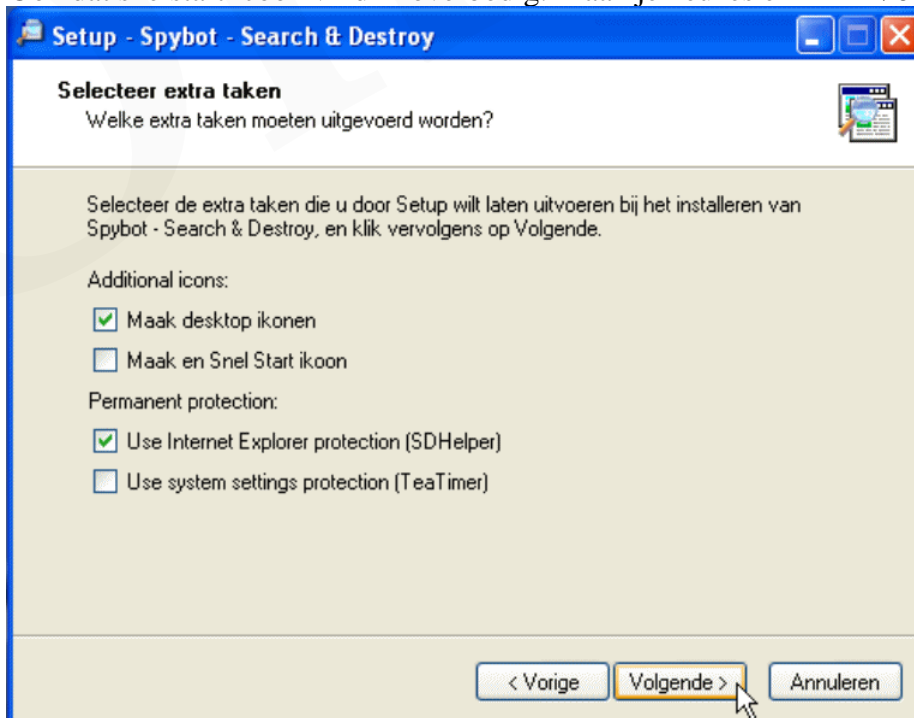 Setup - Spybot - Search & Destroy
Selecteer extra taken
Welke extra taken moeten uitgevoerd worden?
Selecteer de extra taken die u door Setup wilt laten uitvoeren bij het installeren van
Spybot - Search & Destroy, en klik vervolgens op Volgende.
Additional icons:
Maak desktop ikonen
Maak en Snel Start ikoon
Permanent protection:
Use Internet Explorer protection (SDHelper)
Use system settings protection (TeaTimer)
< Vorige
Volgende >
Annuleren